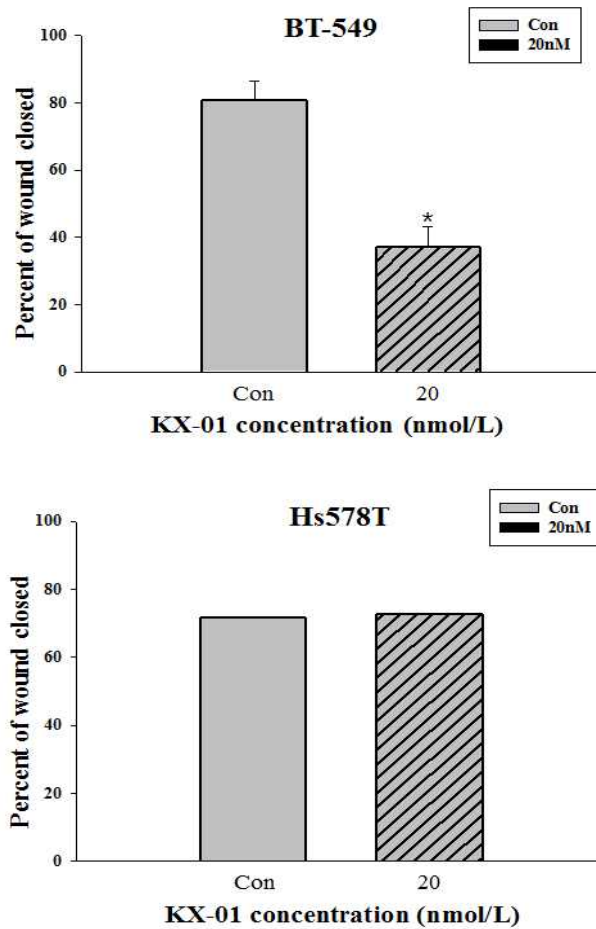 BT-549
Con
20nM
Percent of wound closed
100
80
60
40
20
0
*
Con
20
KX-01 concentration (nmol/L)
Hs578T
Con
20nM
Percent of wound closed
100
80
60
40
20
0
Con
20
KX-01 concentration (nmol/L)